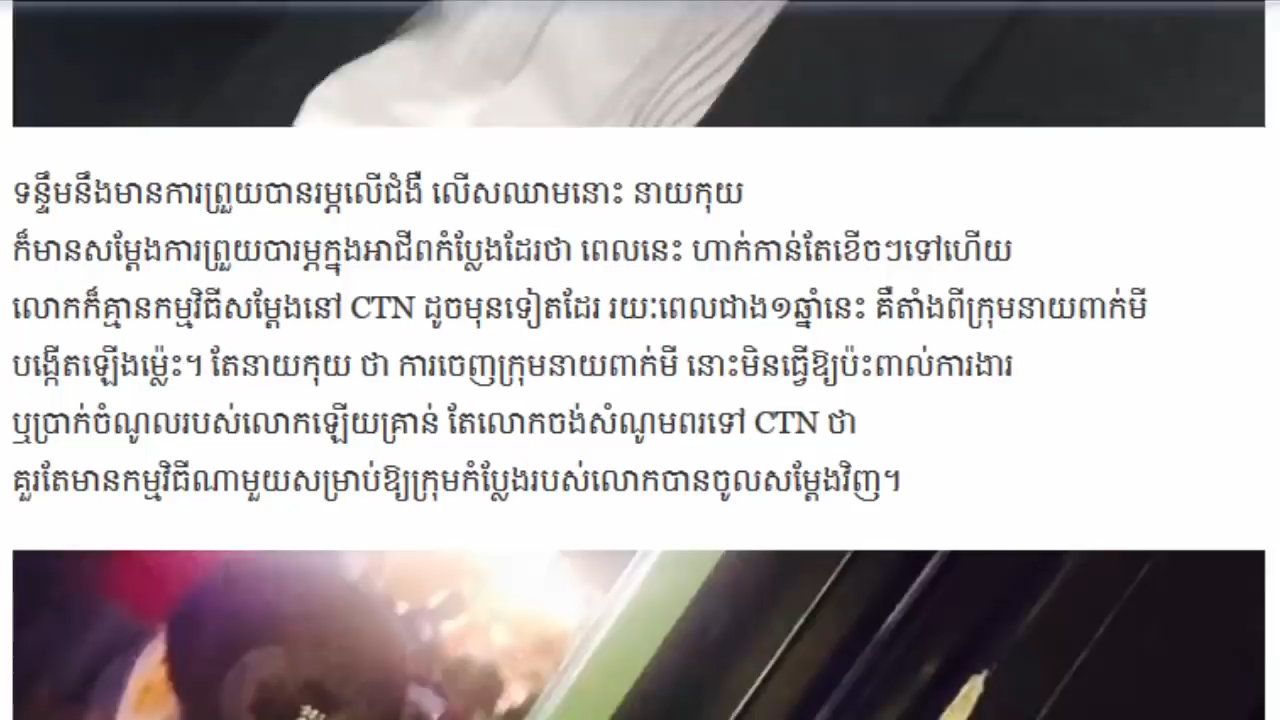 ទន្ទឹមនឹងមានការព្រួយបានរម្ភលើជំងឺ លើសឈាមនោះ នាយកុយ
ក៏មានសម្តែងការព្រួយបារម្ភក្នុងអាជីពកំប្លែងដែរថា ពេលនេះ ហាក់កាន់តែខើចៗទៅហើយ
លោកក៏គ្មានកម្មវិធីសម្តែងនៅ CTN ដូចមុនទៀតដែរ រយៈពេលជាង១ឆ្នាំនេះ គឺតាំងពីក្រុមនាយពាក់មី
បង្កើតឡើងម្ល៉េះ។ តែនាយកុយ ថា ការចេញក្រុមនាយពាក់មី នោះមិនធ្វើឱ្យប៉ះពាល់ការងារ
ឬប្រាក់ចំណូលរបស់លោកឡើយគ្រាន់ តែលោកចង់សំណូមពរទៅ CTN ថា
គួរតែមានកម្មវិធីណាមួយសម្រាប់ឱ្យក្រុមកំប្លែងរបស់លោកបានចូលសម្តែងវិញ។